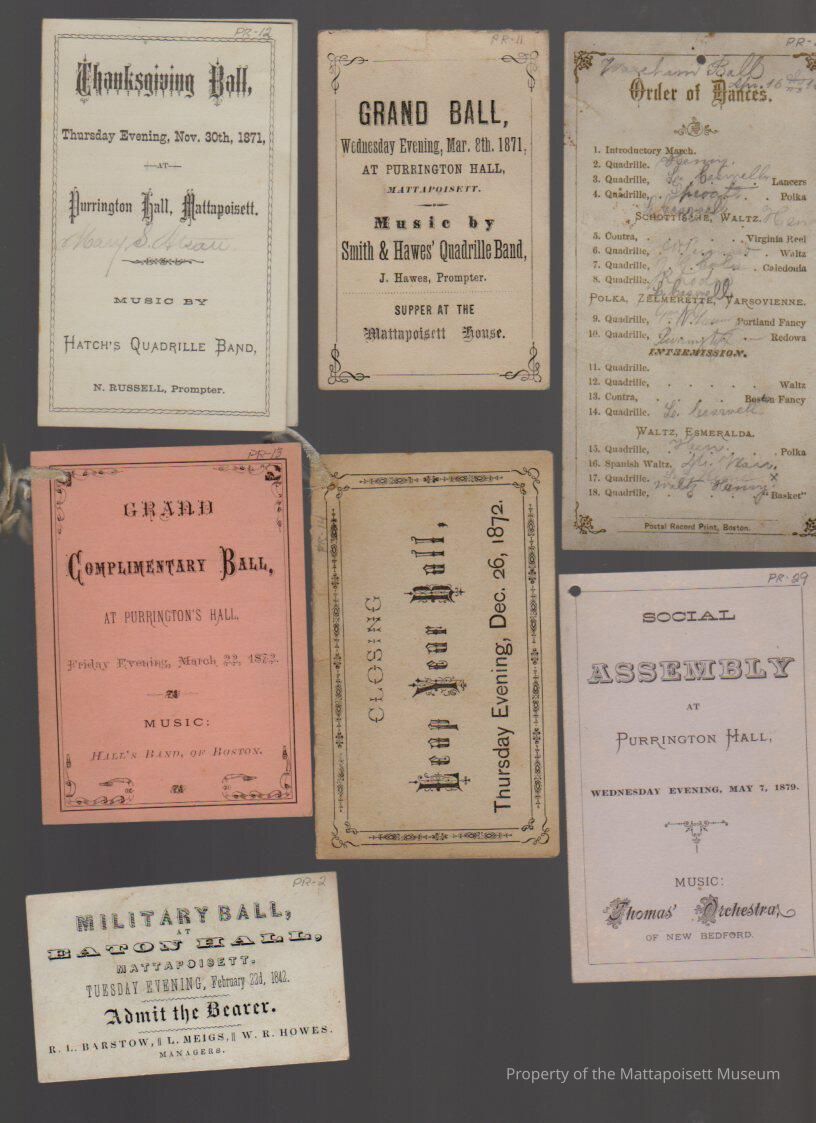 PR-12
Thanksgiving Ball,
Thursday Evening, Nov. 30th, 1871,
AT
Purrington Hall, Mattapoisett.
Mary S.
MUSIC BY
HATCH'S QUADRILLE BAND,
N. RUSSELL, Prompter.
PR-11
GRAND BALL,
Wednesday Evening, Mar. 8th. 1871,
AT PURRINGTON HALL,
MATTAPOISETT.
Music by
Smith & Hawes' Quadrille Band,
J. Hawes, Prompter.
SUPPER AT THE
Mattapoisett House.
PR-
Wareham Ball
Order of Dances.
1. Introductory March.
2. Quadrille.
3. Quadrille, Lancers
4. Quadrille, Polka
SCHOTTISCHE, WALTZ.
5. Contra, Virginia Reel
6. Quadrille, Waltz
7. Quadrille, Caledonia
8. Quadrille.
POLKA, ZELMERETTE, VARSOVIENNE.
9. Quadrille, Portland Fancy
10. Quadrille, Redowa
INTERMISSION.
11. Quadrille.
12. Quadrille, Waltz
13. Contra, Boston Fancy
14. Quadrille.
WALTZ, ESMERALDA.
15. Quadrille, Polka
16. Spanish Waltz,
17. Quadrille.
18. Quadrille, "Basket"
Postal Record Print, Boston.
PR-13
GRAND
COMPLIMENTARY BALL,
AT PURRINGTON'S HALL,
Friday Evening, March 22, 1872.
MUSIC:
HALL'S BAND, OF BOSTON.
PR-14
CLOSING
Leap Year Ball,
Thursday Evening, Dec. 26, 1872.
PR-29
SOCIAL
ASSEMBLY
AT
PURRINGTON HALL,
WEDNESDAY EVENING, MAY 7, 1879.
MUSIC:
Thomas' Orchestra,
OF NEW BEDFORD.
PR-2
MILITARY BALL,
AT
EATON HALL,
MATTAPOISETT.
TUESDAY EVENING, February 22d, 1842.
Admit the Bearer.
R. L. BARSTOW, || L. MEIGS, || W. R. HOWES.
MANAGERS.
Property of the Mattapoisett Museum